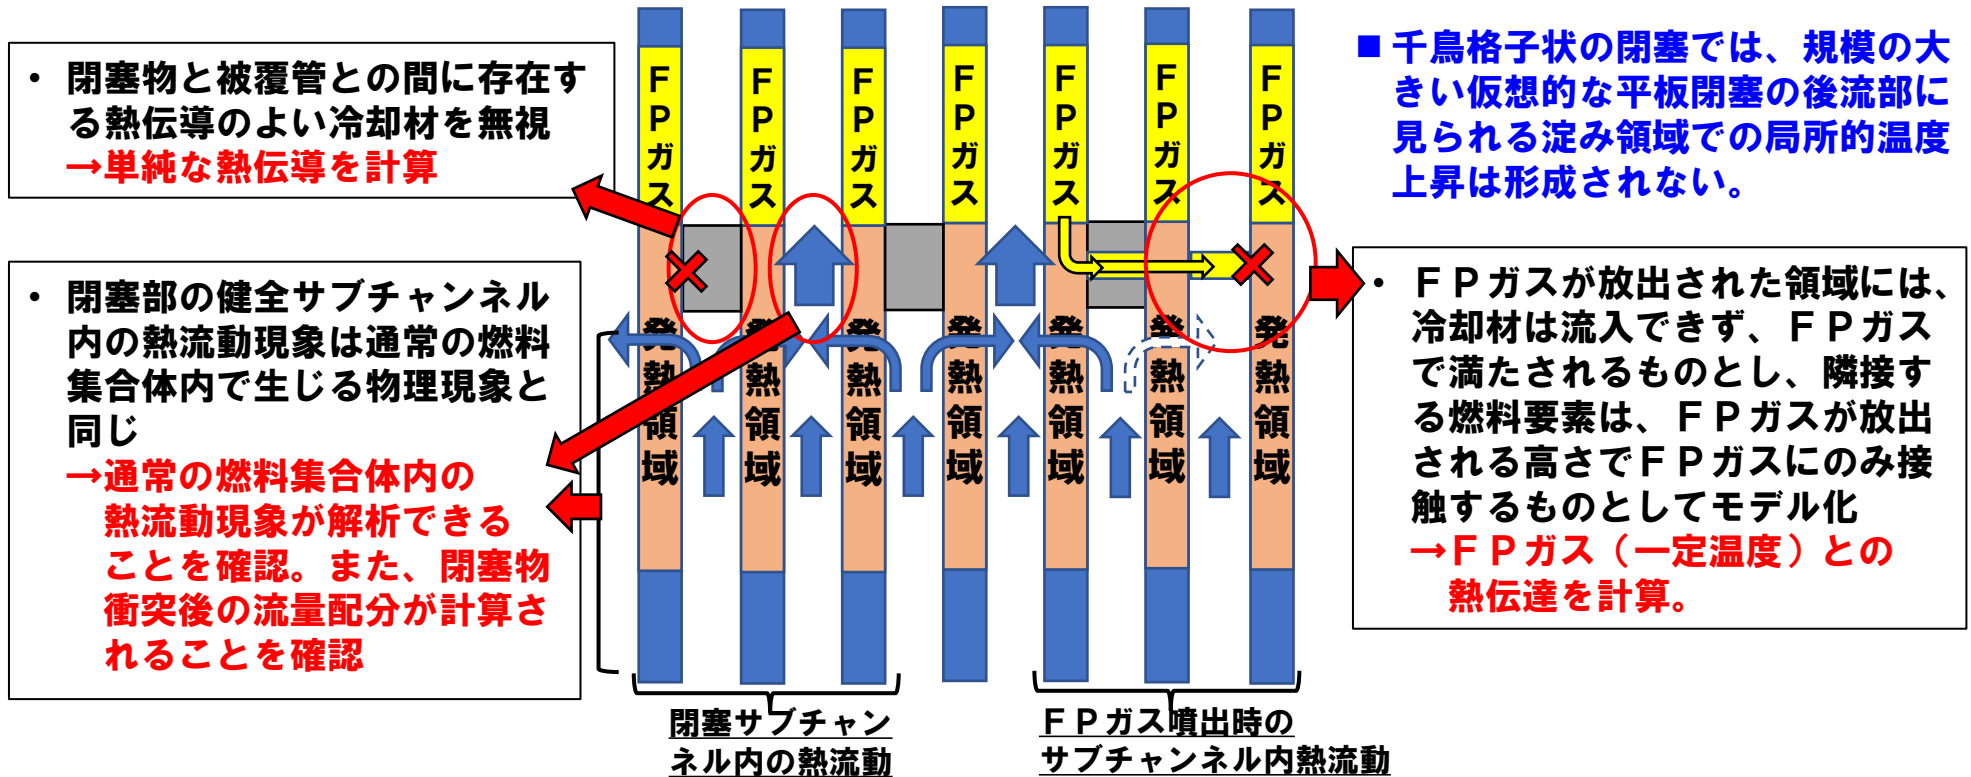 ・ 閉塞物と被覆管との間に存在す
る熱伝導のよい冷却材を無視
→単純な熱伝導を計算
・ 閉塞部の健全サブチャンネル
内の熱流動現象は通常の燃料
集合体内で生じる物理現象と
同じ
→通常の燃料集合体内の
熱流動現象が解析できる
ことを確認。また、閉塞物
衝突後の流量配分が計算さ
れることを確認
ＦＰガス
ＦＰガス
ＦＰガス
ＦＰガス
ＦＰガス
ＦＰガス
ＦＰガス
発熱領域
発熱領域
発熱領域
発熱領域
発熱領域
発熱領域
発熱領域
閉塞サブチャン
ネル内の熱流動
ＦＰガス噴出時の
サブチャンネル内熱流動
■ 千鳥格子状の閉塞では、規模の大
きい仮想的な平板閉塞の後流部に
見られる淀み領域での局所的温度
上昇は形成されない。
・ ＦＰガスが放出された領域には、
冷却材は流入できず、ＦＰガス
で満たされるものとし、隣接す
る燃料要素は、ＦＰガスが放出
される高さでＦＰガスにのみ接
触するものとしてモデル化
→ＦＰガス（一定温度）との
熱伝達を計算。